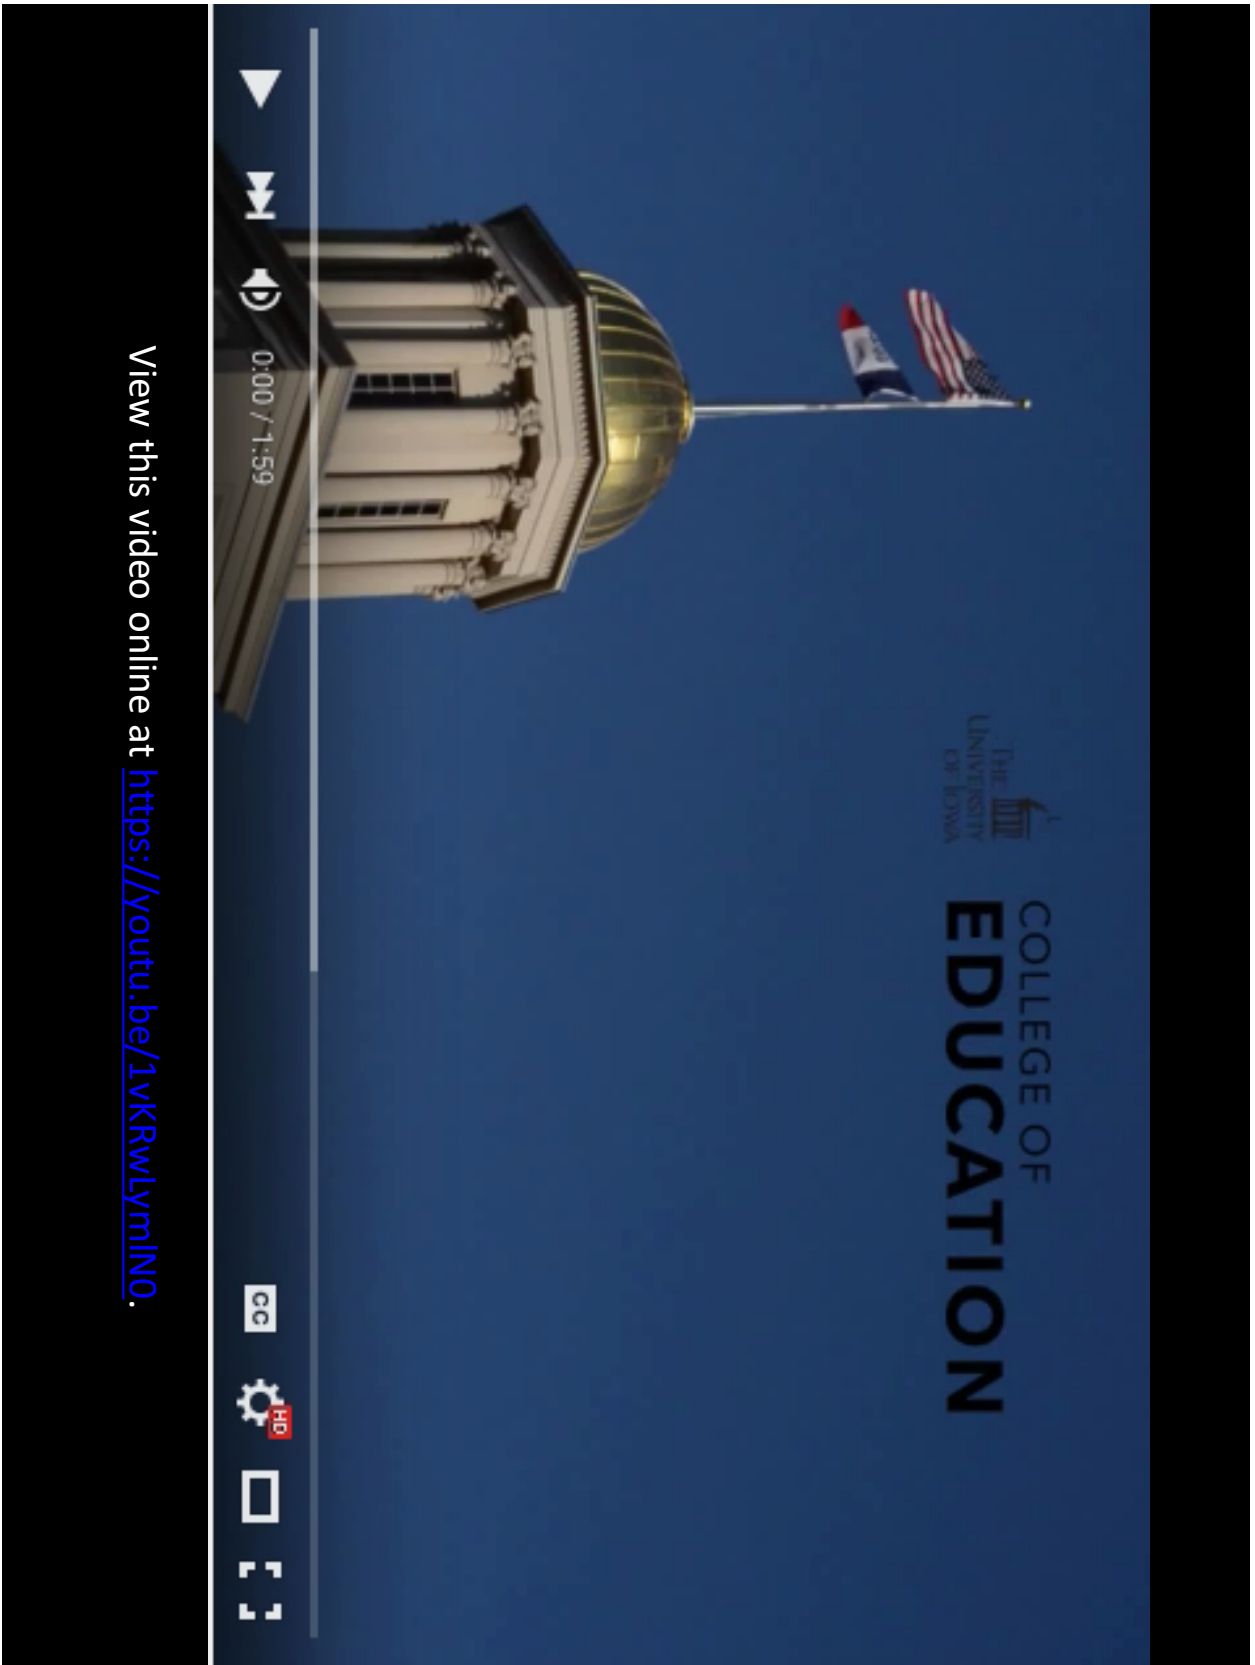 COLLEGE OF
EDUCATION
THE
UNIVERSITY
OF IOWA
0:00 / 1:59
CC
HD
View this video online at https://youtu.be/1vKRwLymlN0.